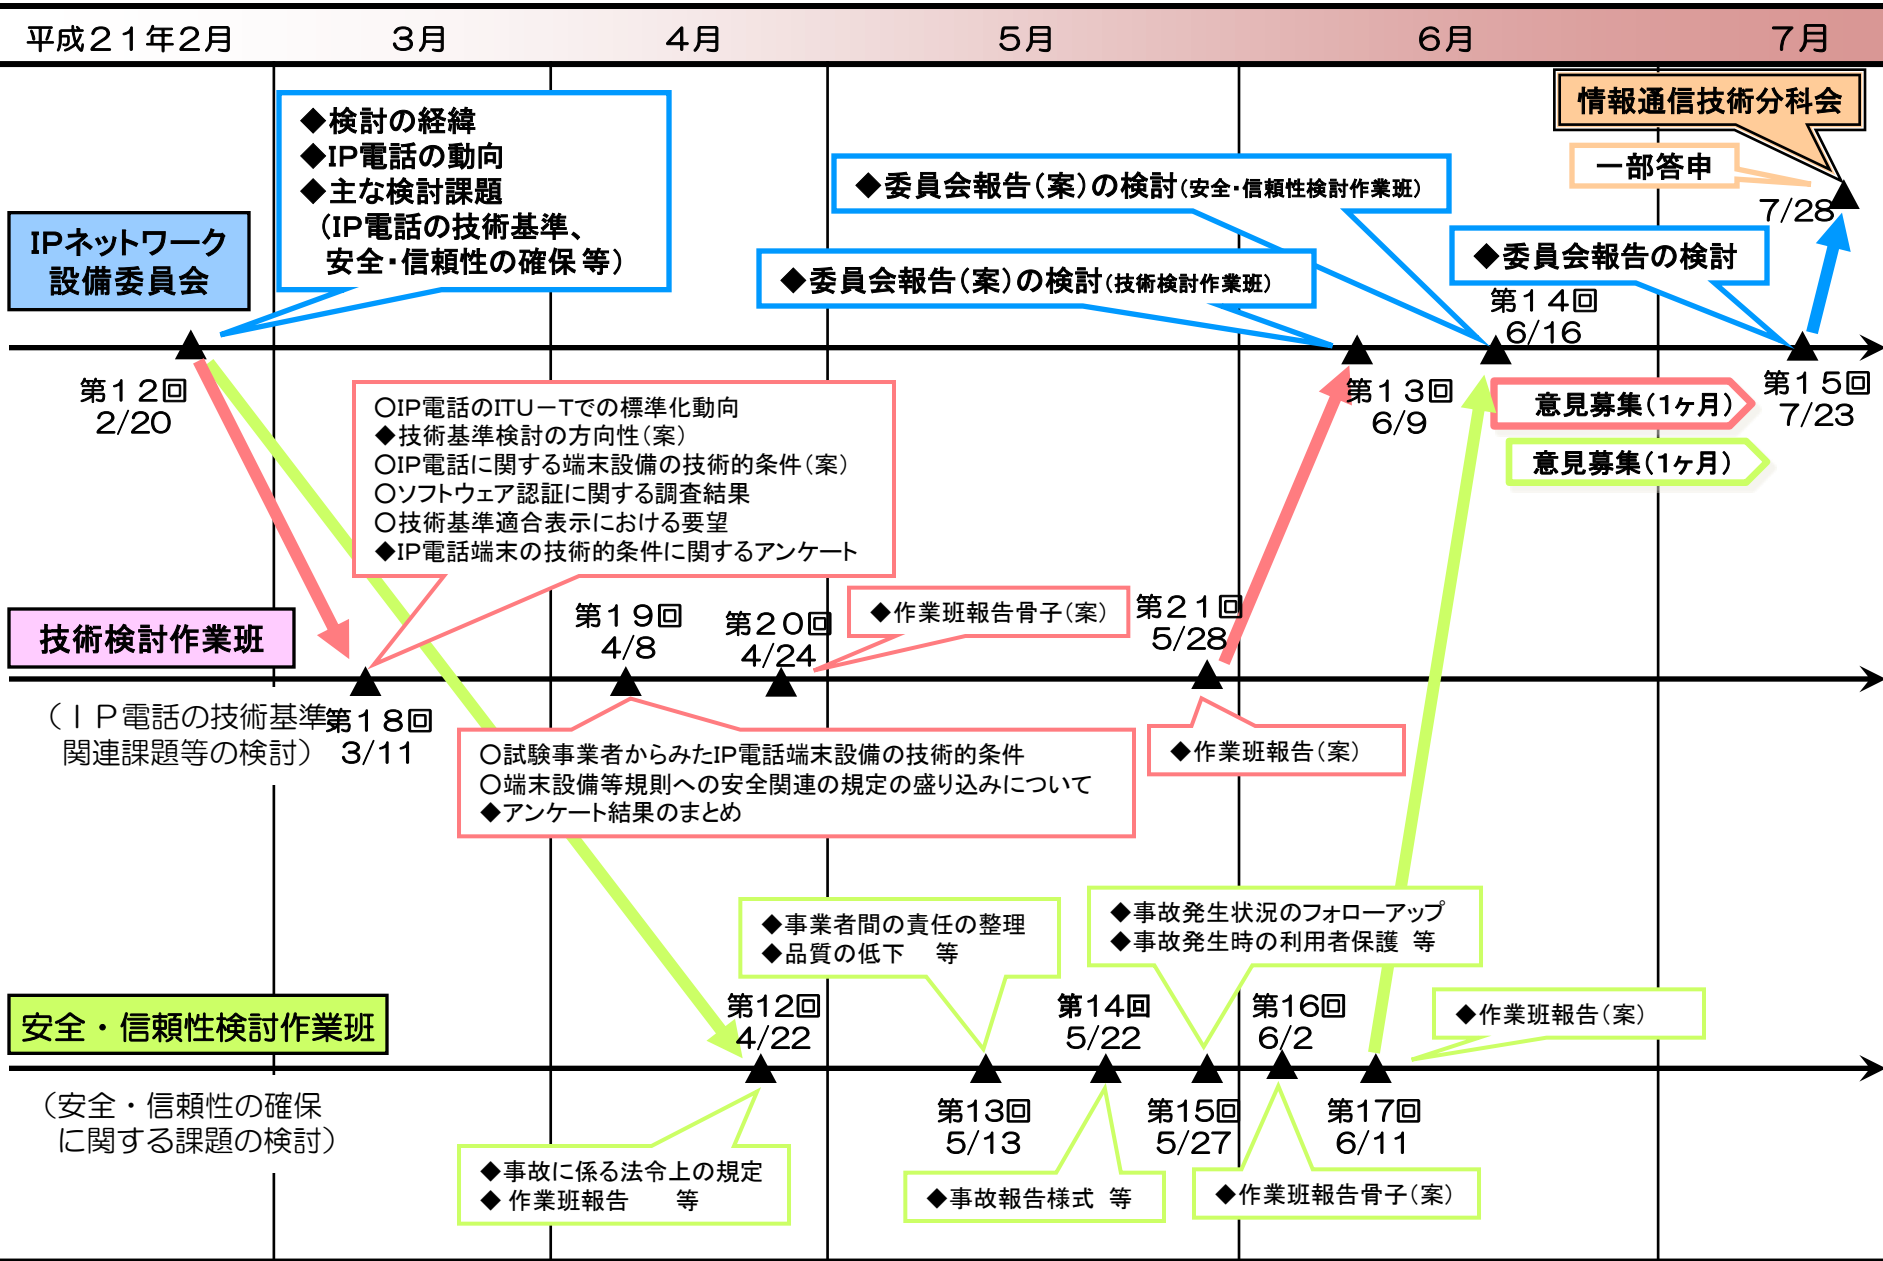 平成２１年２月
３月
４月
５月
６月
７月
情報通信技術分科会
一部答申
7/28
IPネットワーク
設備委員会
◆検討の経緯
◆IP電話の動向
◆主な検討課題
（IP電話の技術基準、
安全・信頼性の確保 等）
◆委員会報告（案）の検討（安全・信頼性検討作業班）
◆委員会報告（案）の検討（技術検討作業班）
◆委員会報告の検討
第１２回
2/20
第１３回
6/9
第１４回
6/16
第１５回
7/23
意見募集（1ヶ月）
意見募集（1ヶ月）
技術検討作業班
（ＩＰ電話の技術基準
関連課題等の検討）
○IP電話のITU－Tでの標準化動向
◆技術基準検討の方向性（案）
○IP電話に関する端末設備の技術的条件（案）
○ソフトウェア認証に関する調査結果
○技術基準適合表示における要望
◆IP電話端末の技術的条件に関するアンケート
第１８回
3/11
第１９回
4/8
第２０回
4/24
◆作業班報告骨子（案）
第２１回
5/28
○試験事業者からみたIP電話端末設備の技術的条件
○端末設備等規則への安全関連の規定の盛り込みについて
◆アンケート結果のまとめ
◆作業班報告（案）
安全・信頼性検討作業班
（安全・信頼性の確保
に関する課題の検討）
◆事業者間の責任の整理
◆品質の低下　等
◆事故発生状況のフォローアップ
◆事故発生時の利用者保護 等
◆作業班報告（案）
第12回
4/22
第13回
5/13
第14回
5/22
第15回
5/27
第16回
6/2
第17回
6/11
◆事故に係る法令上の規定
◆ 作業班報告　　等
◆事故報告様式 等
◆作業班報告骨子（案）